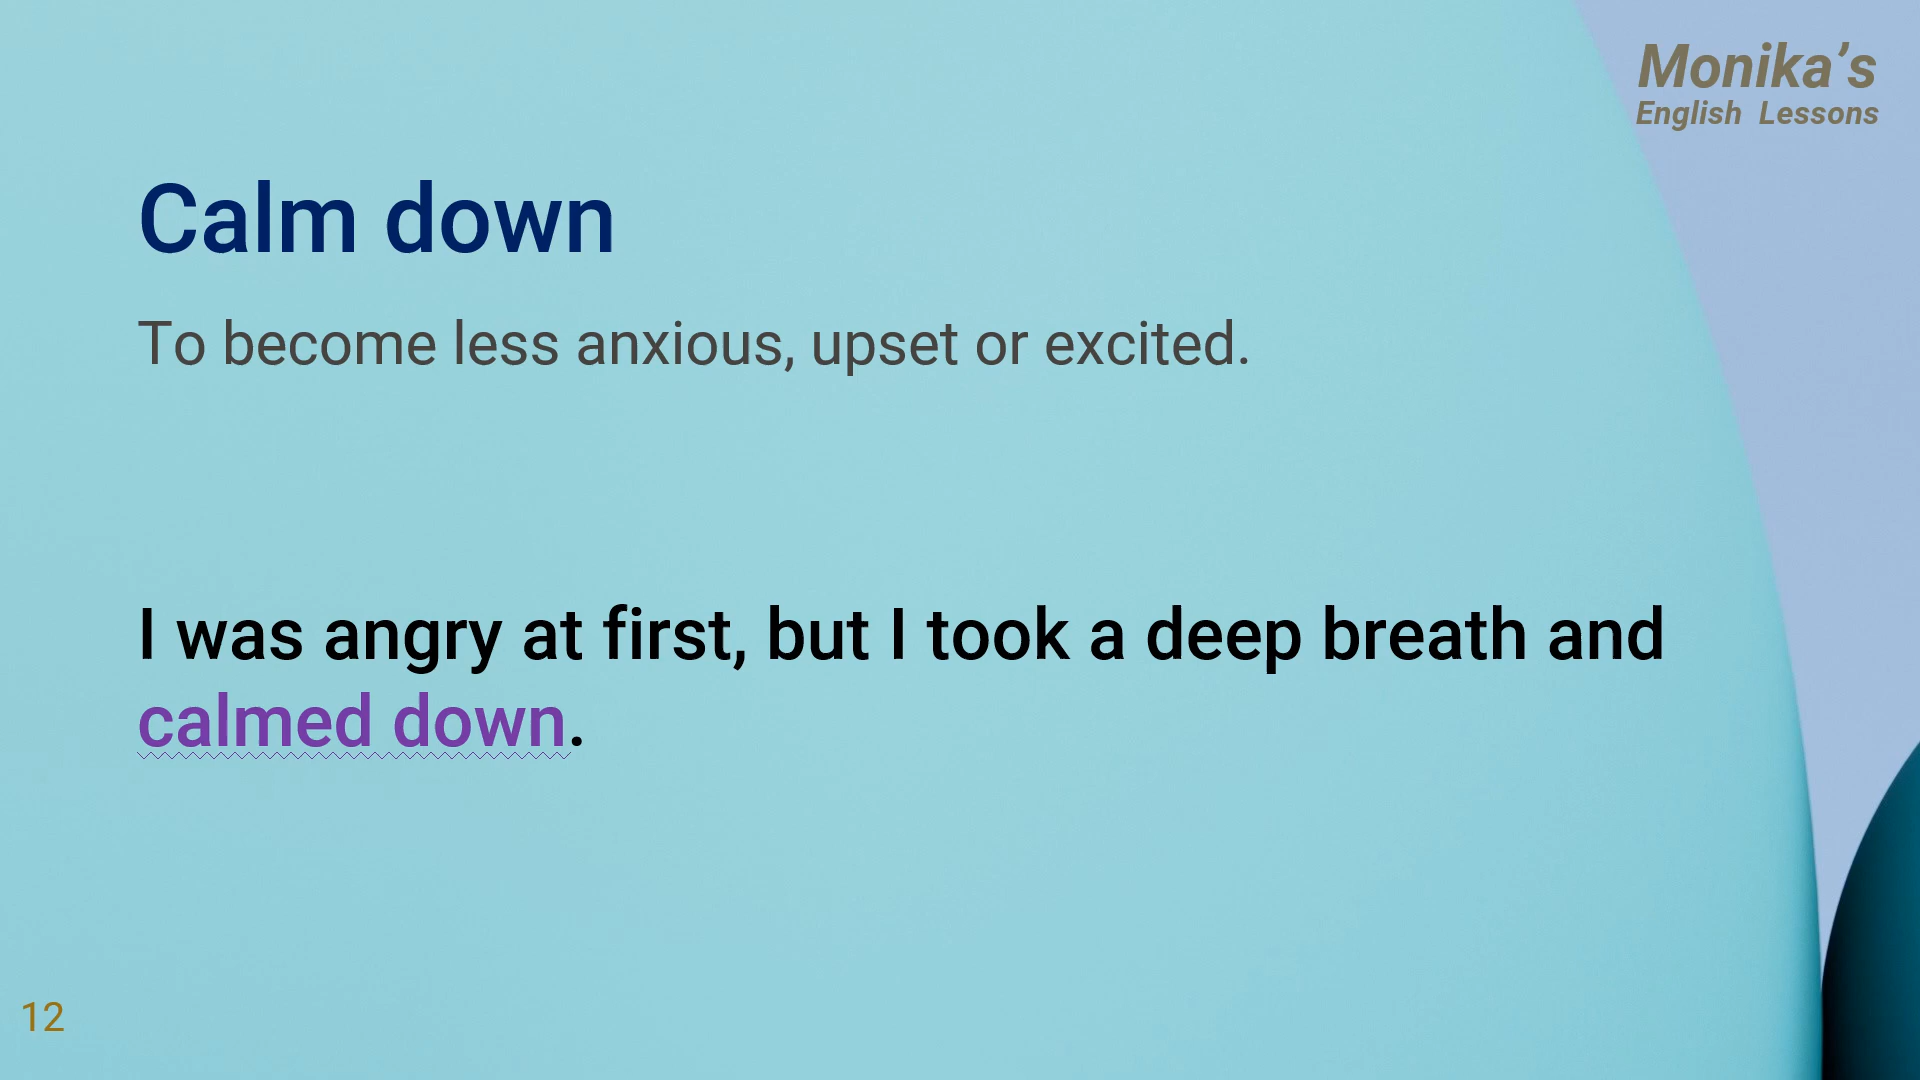 Monika’s
English Lessons
Calm down
To become less anxious, upset or excited.
I was angry at first, but I took a deep breath and
calmed down.
12